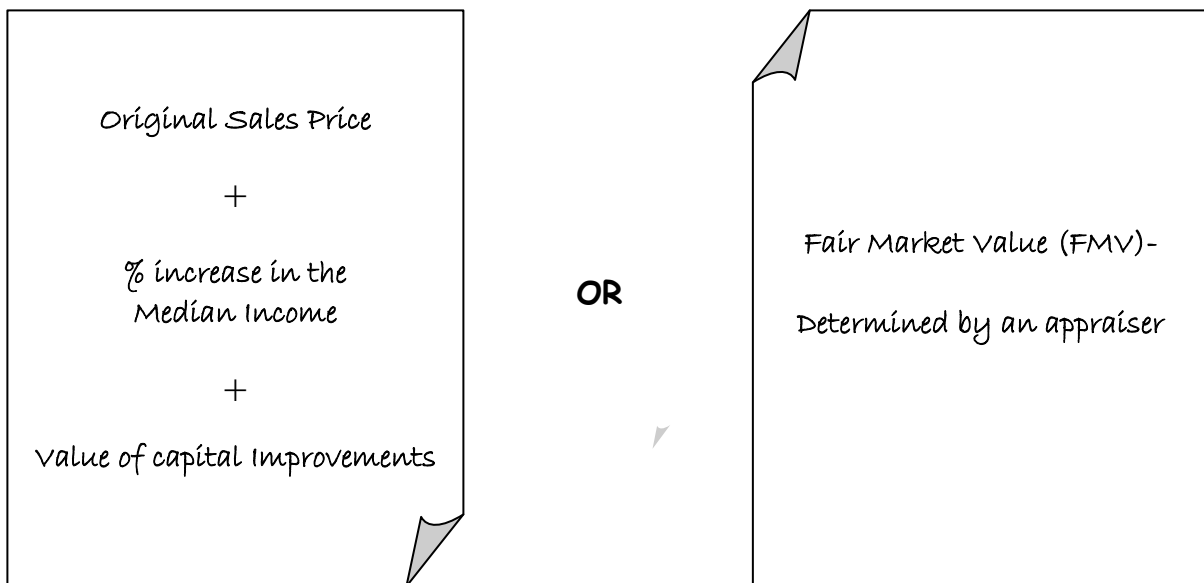 Original Sales Price
+
% increase in the
Median Income
+
Value of capital Improvements
OR
Fair Market Value (FMV)-
Determined by an appraiser